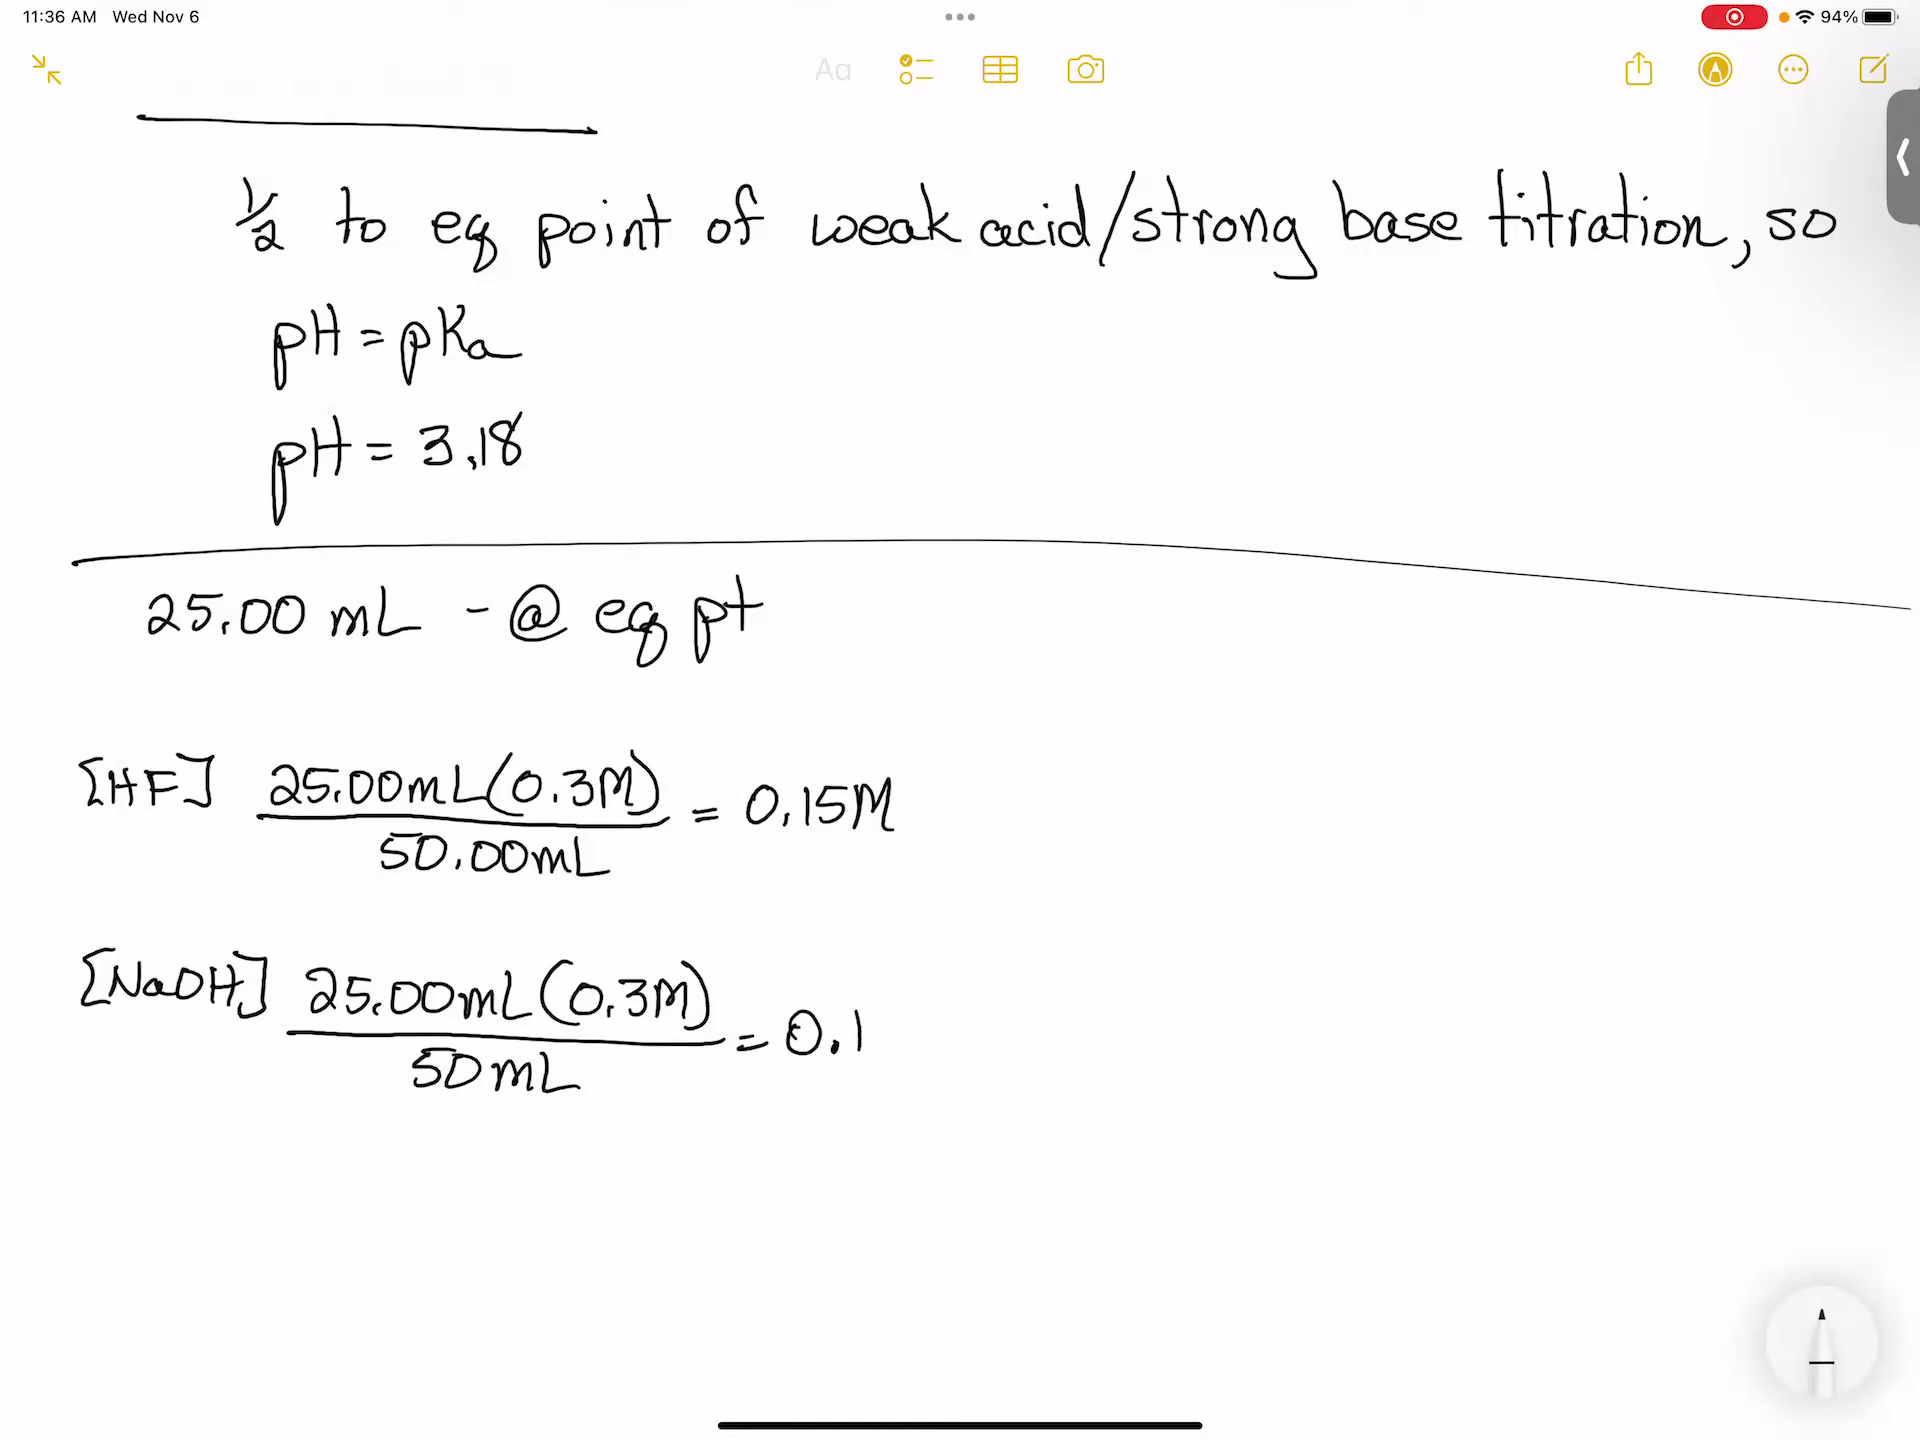 11:36 AM Wed Nov 6
94%
Aa
½ to eq point of weak acid/strong base titration, so
pH = pKa
pH = 3.18
25.00 mL - @ eq pt
[HF] 25.00mL(0.3M) = 0.15M
50.00mL
[NaOH] 25.00mL(0.3M) = 0.1
50mL